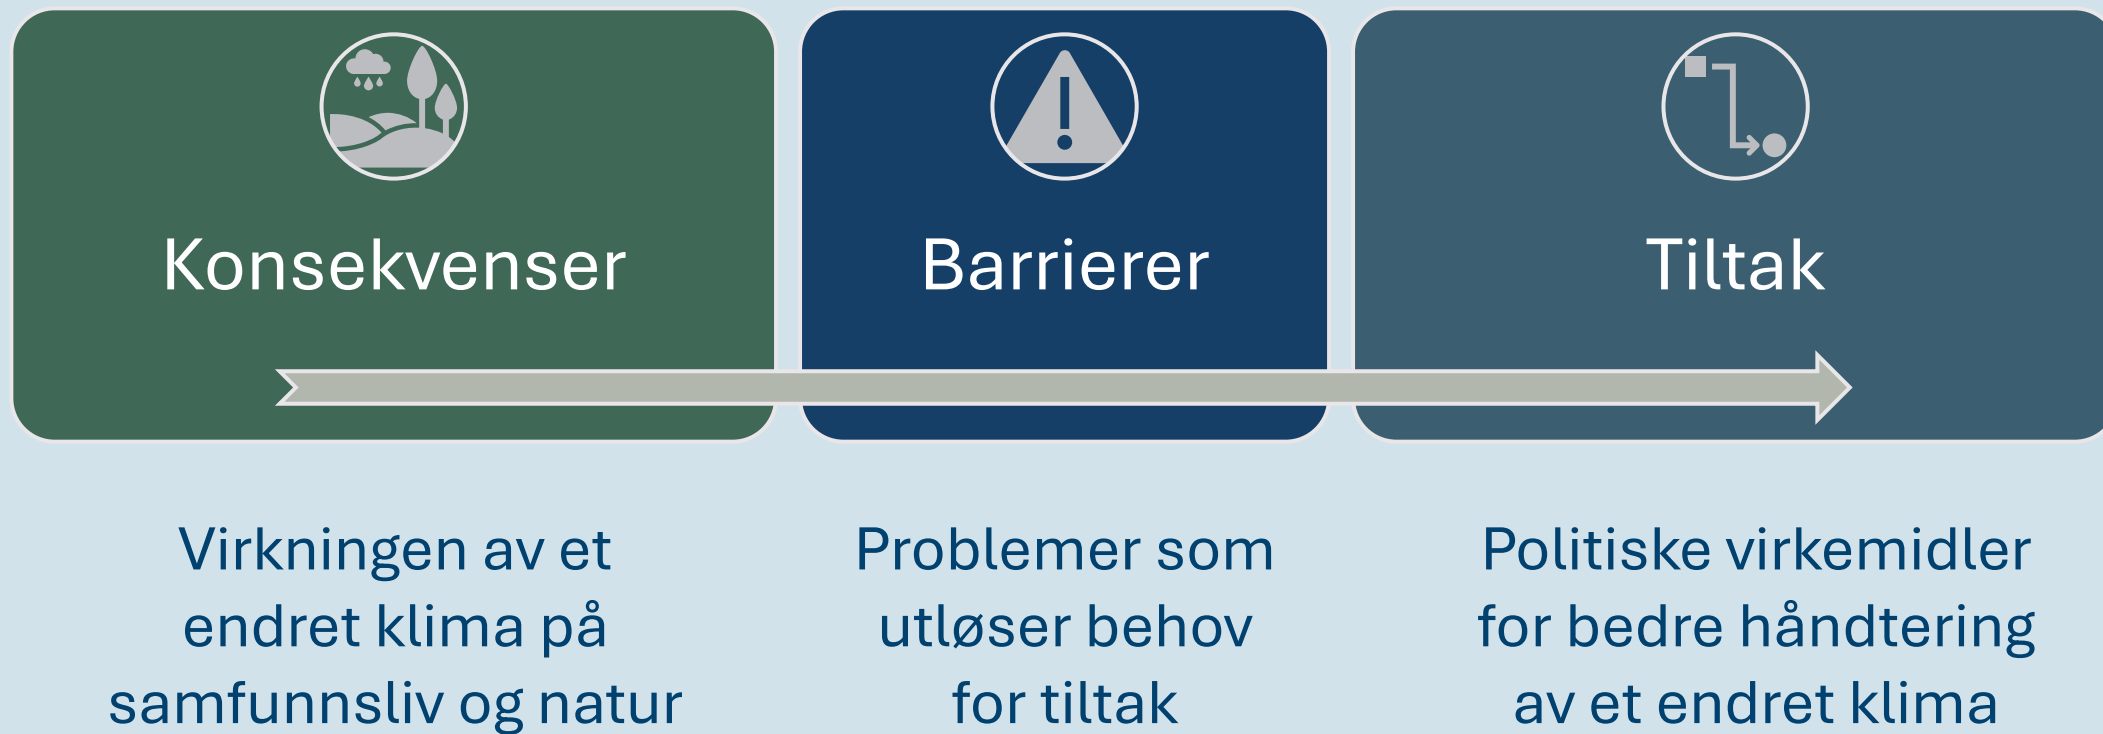 Konsekvenser
Barrierer
Tiltak
Virkningen av et
endret klima på
samfunnsliv og natur
Problemer som
utløser behov
for tiltak
Politiske virkemidler
for bedre håndtering
av et endret klima